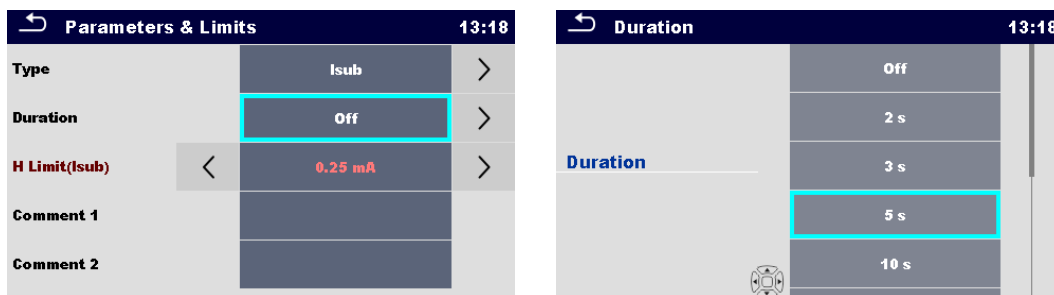 Parameters & Limits 13:18
Type Isub
Duration Off
H Limit(Isub) 0.25 mA
Comment 1
Comment 2
Duration 13:18
Off
2 s
Duration 3 s
5 s
10 s